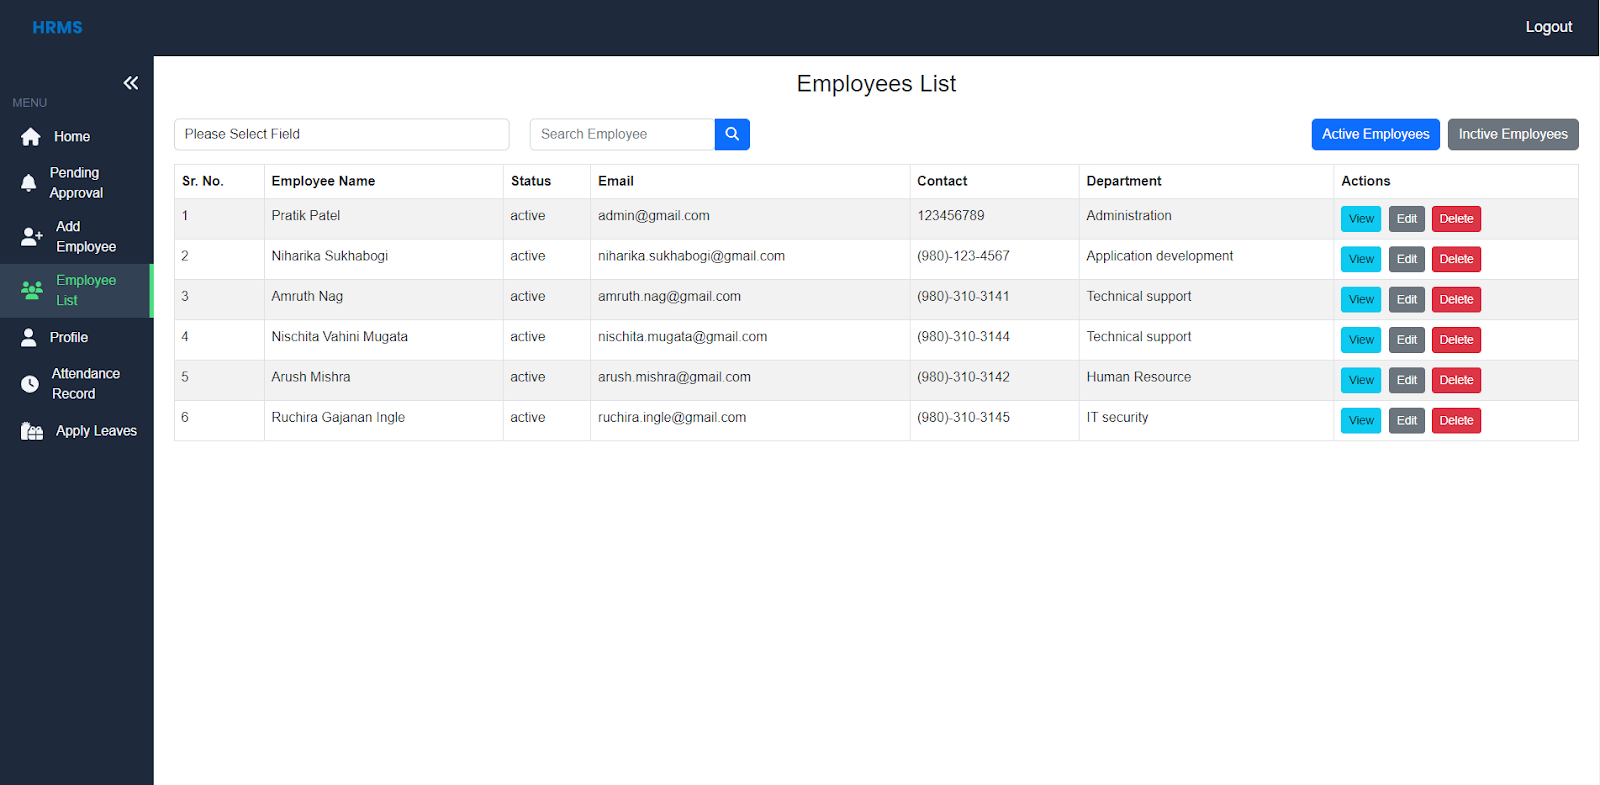 HRMS
Logout
MENU
Home
Pending
Approval
Add
Employee
Employee
List
Profile
Attendance
Record
Apply Leaves
Employees List
Please Select Field
Search Employee
Active Employees
Inctive Employees
Sr. No. Employee Name Status Email Contact Department Actions
1 Pratik Patel active admin@gmail.com 123456789 Administration View Edit Delete
2 Niharika Sukhabogi active niharika.sukhabogi@gmail.com (980)-123-4567 Application development View Edit Delete
3 Amruth Nag active amruth.nag@gmail.com (980)-310-3141 Technical support View Edit Delete
4 Nischita Vahini Mugata active nischita.mugata@gmail.com (980)-310-3144 Technical support View Edit Delete
5 Arush Mishra active arush.mishra@gmail.com (980)-310-3142 Human Resource View Edit Delete
6 Ruchira Gajanan Ingle active ruchira.ingle@gmail.com (980)-310-3145 IT security View Edit Delete